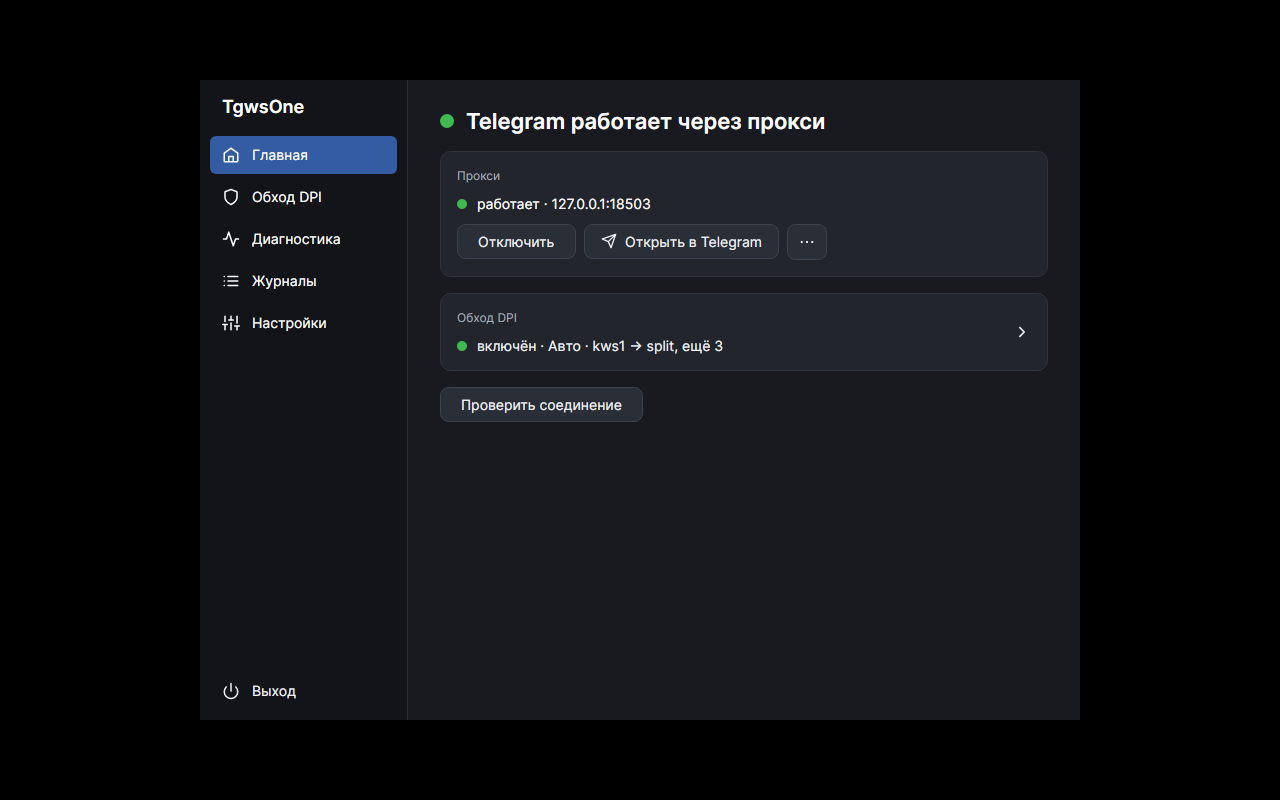 TgwsOne
Главная
Обход DPI
Диагностика
Журналы
Настройки
Выход
Telegram работает через прокси
Прокси
работает · 127.0.0.1:18503
Отключить
Открыть в Telegram
···
Обход DPI
включён · Авто · kws1 → split, ещё 3
Проверить соединение